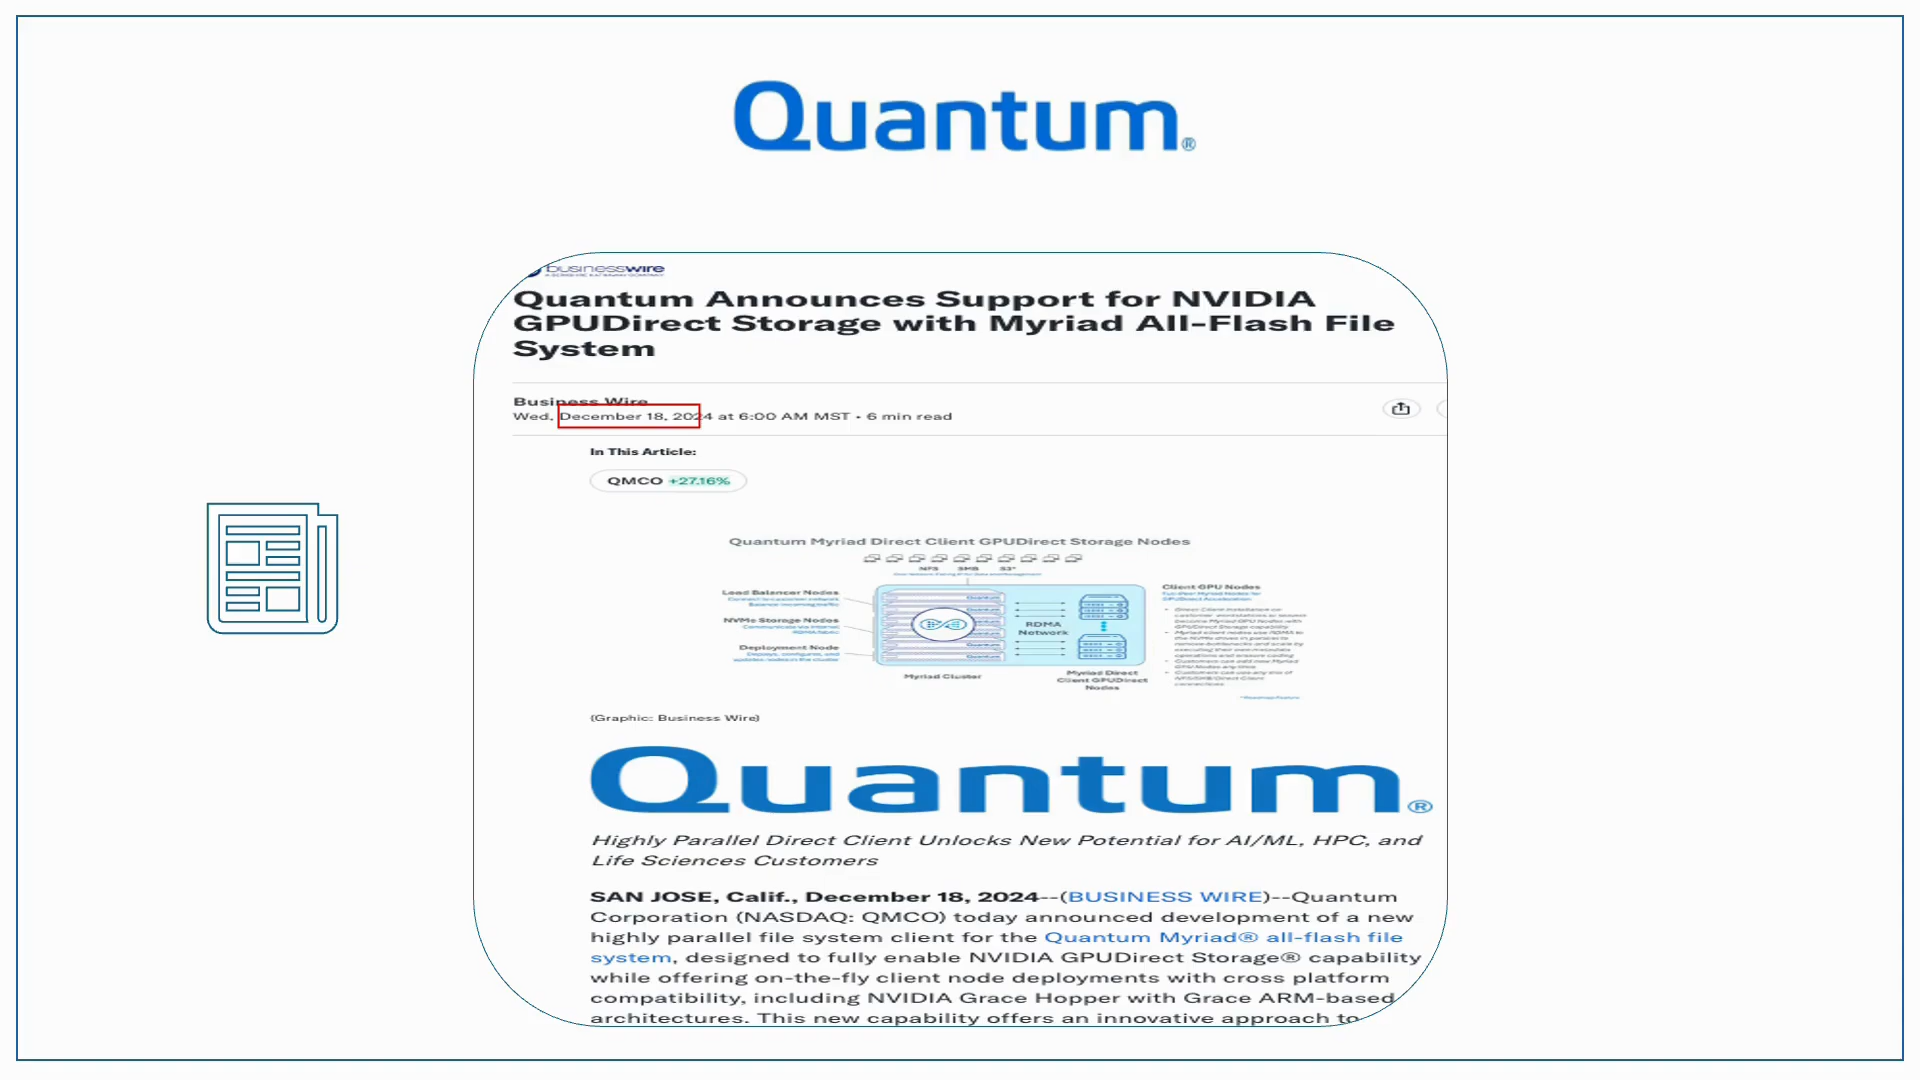 Quantum®
businesswire
Quantum Announces Support for NVIDIA
GPUDirect Storage with Myriad All-Flash File
System
Business Wire
Wed, December 18, 2024 at 6:00 AM MST • 6 min read
In This Article:
QMCO +27.16%
Quantum Myriad Direct Client GPUDirect Storage Nodes
NFS SMB S3*
Load Balancer Nodes
NVMe Storage Nodes
Deployment Node
Quantum
RDMA
Network
Client GPU Nodes
Myriad Cluster
Myriad Direct
Client GPUDirect
Nodes
(Graphic: Business Wire)
Quantum®
Highly Parallel Direct Client Unlocks New Potential for AI/ML, HPC, and
Life Sciences Customers
SAN JOSE, Calif., December 18, 2024--(BUSINESS WIRE)--Quantum
Corporation (NASDAQ: QMCO) today announced development of a new
highly parallel file system client for the Quantum Myriad® all-flash file
system, designed to fully enable NVIDIA GPUDirect Storage® capability
while offering on-the-fly client node deployments with cross platform
compatibility, including NVIDIA Grace Hopper with Grace ARM-based
architectures. This new capability offers an innovative approach to